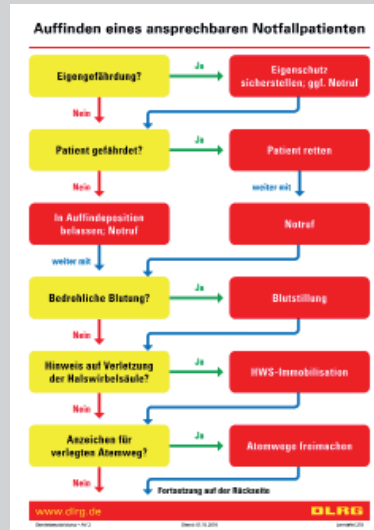 Auffinden eines ansprechbaren Notfallpatienten
Eigengefährdung?
Ja
Eigenschutz
sicherstellen; ggf. Notruf
Nein
Patient gefährdet?
Ja
Patient retten
Nein
weiter mit
In Auffindeposition
belassen; Notruf
Notruf
weiter mit
Bedrohliche Blutung?
Ja
Blutstillung
Nein
Hinweis auf Verletzung
der Halswirbelsäule?
Ja
HWS-Immobilisation
Nein
Anzeichen für
verlegten Atemweg?
Ja
Atemwege freimachen
Nein
Fortsetzung auf der Rückseite
www.dlrg.de
DLRG